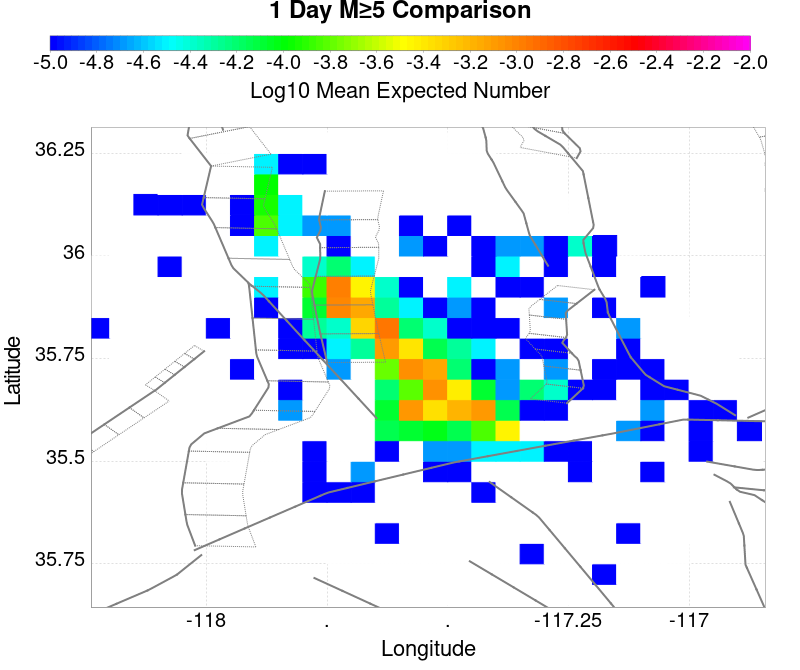 1 Day M≥5 Comparison
-5.0 -4.8 -4.6 -4.4 -4.2 -4.0 -3.8 -3.6 -3.4 -3.2 -3.0 -2.8 -2.6 -2.4 -2.2 -2.0
Log10 Mean Expected Number
36.25
36
35.75
35.5
35.75
Latitude
-118 . . -117.25 -117
Longitude